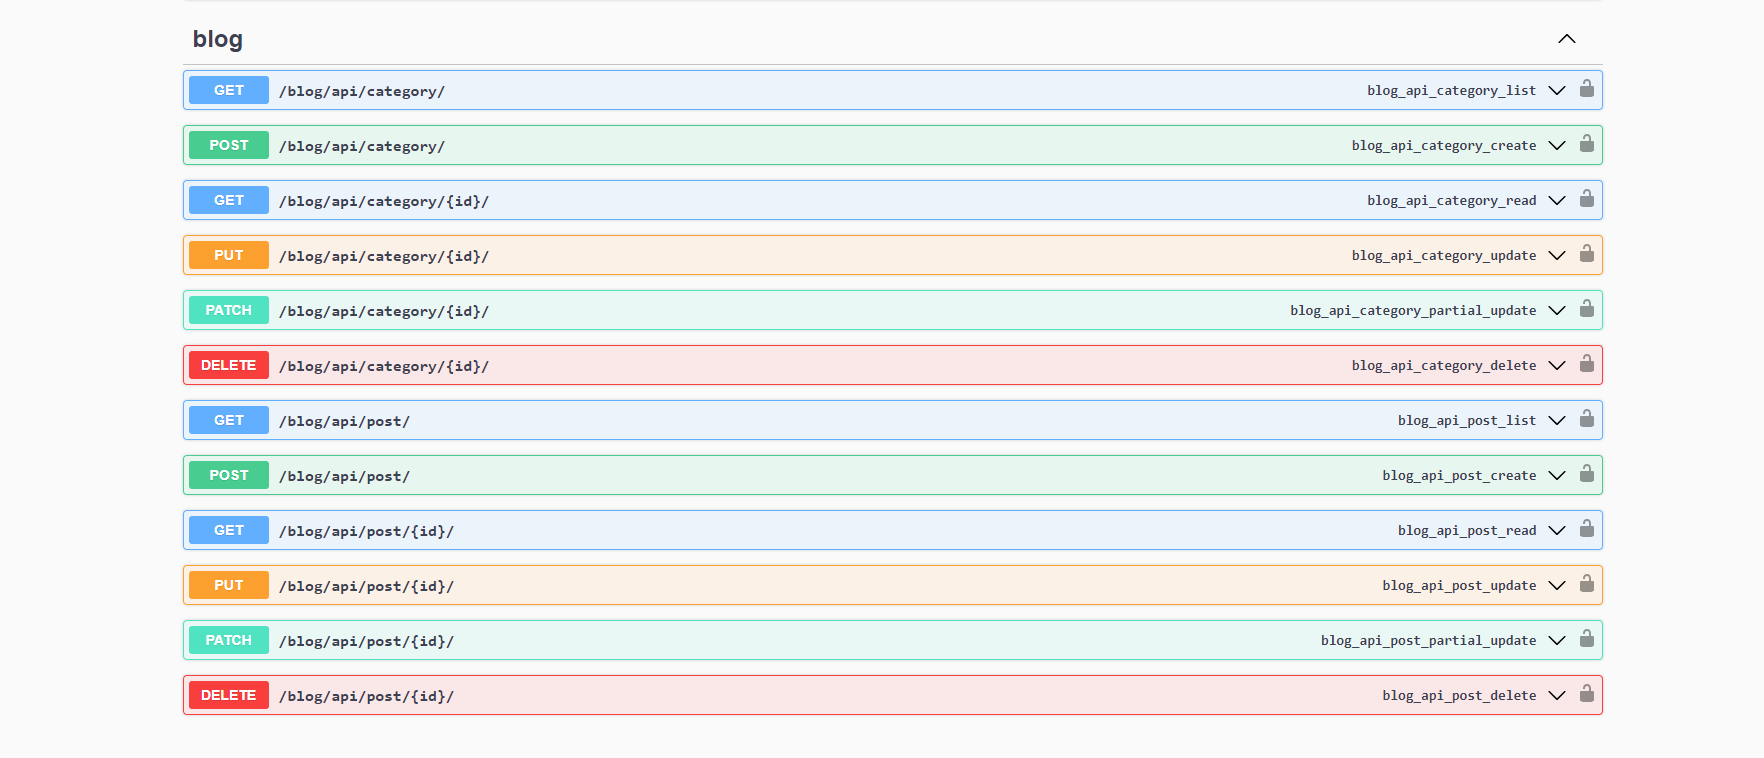 blog
GET /blog/api/category/ blog_api_category_list
POST /blog/api/category/ blog_api_category_create
GET /blog/api/category/{id}/ blog_api_category_read
PUT /blog/api/category/{id}/ blog_api_category_update
PATCH /blog/api/category/{id}/ blog_api_category_partial_update
DELETE /blog/api/category/{id}/ blog_api_category_delete
GET /blog/api/post/ blog_api_post_list
POST /blog/api/post/ blog_api_post_create
GET /blog/api/post/{id}/ blog_api_post_read
PUT /blog/api/post/{id}/ blog_api_post_update
PATCH /blog/api/post/{id}/ blog_api_post_partial_update
DELETE /blog/api/post/{id}/ blog_api_post_delete